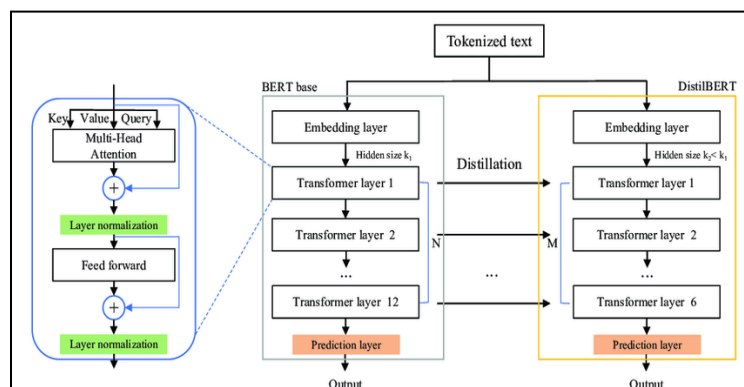 Tokenized text
BERT base
DistilBERT
Key Value Query
Multi-Head
Attention
+
Layer normalization
Feed forward
+
Layer normalization
Embedding layer
Hidden size k₁
Transformer layer 1
Transformer layer 2
...
Transformer layer 12
Prediction layer
Output
N
Distillation
...
M
Embedding layer
Hidden size k₂< k₁
Transformer layer 1
Transformer layer 2
...
Transformer layer 6
Prediction layer
Output